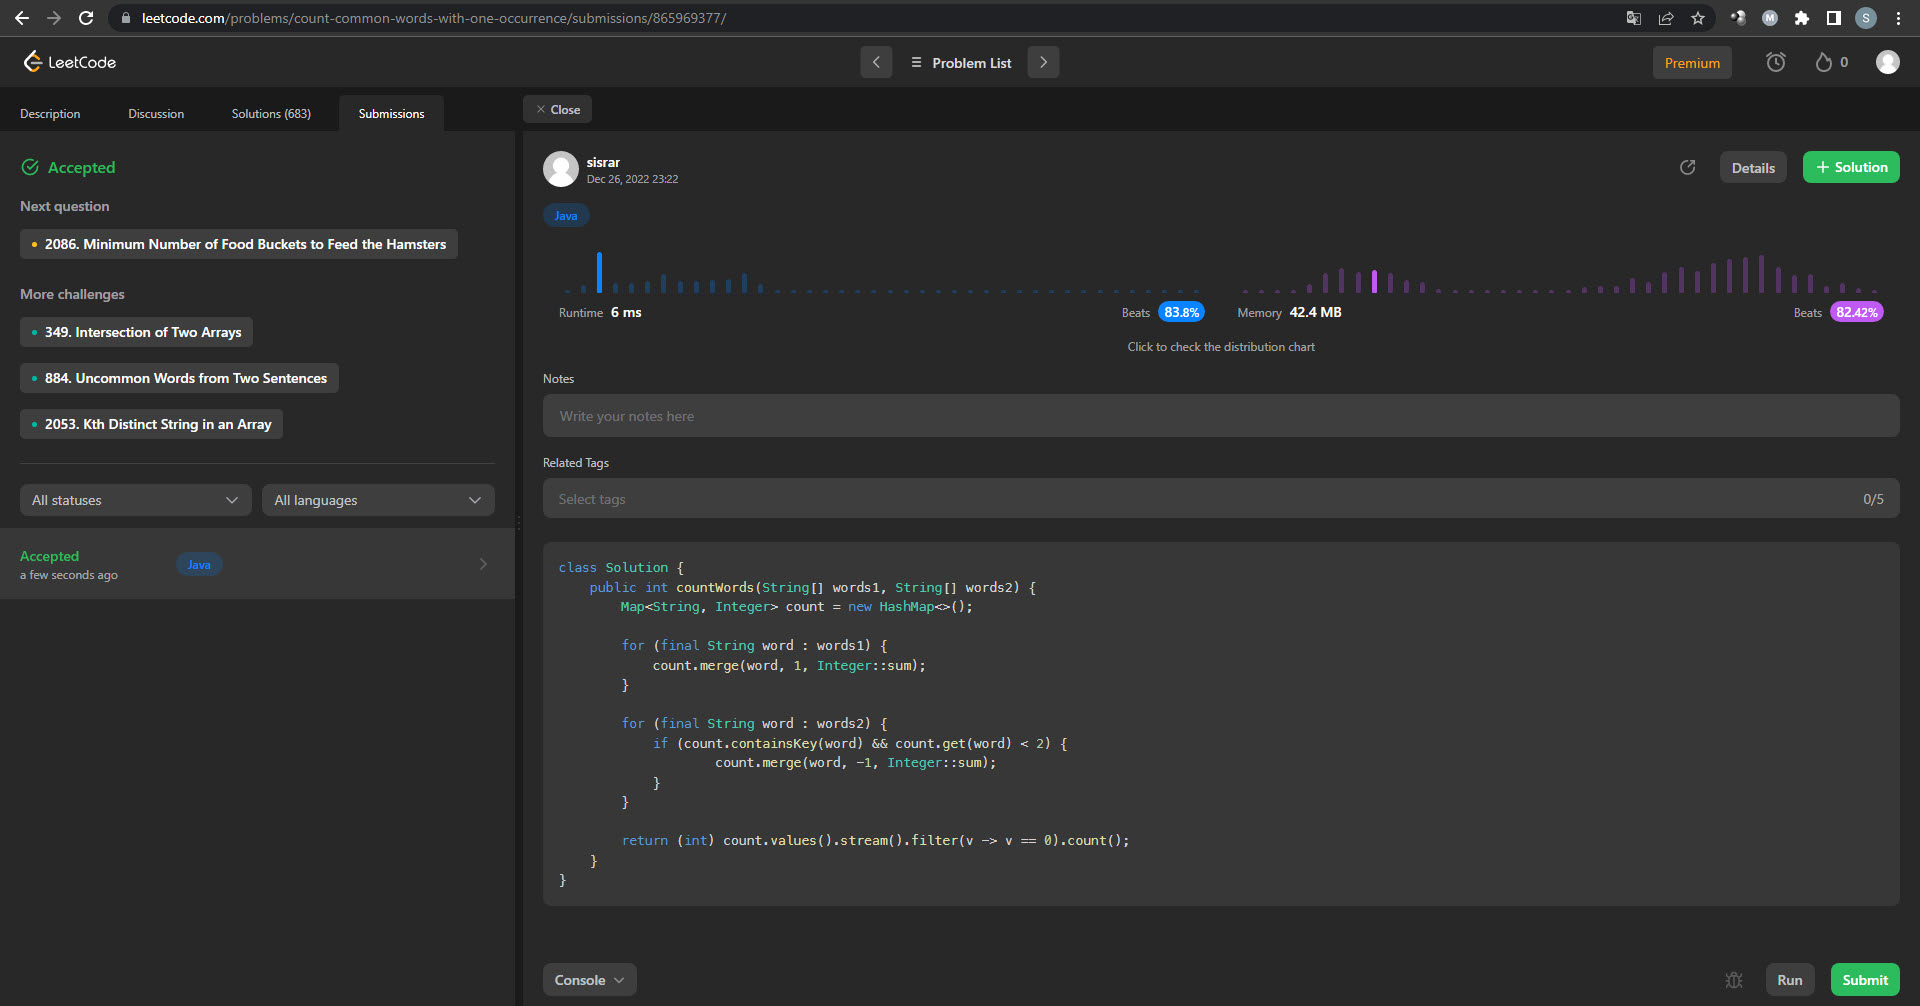 leetcode.com/problems/count-common-words-with-one-occurrence/submissions/865969377/
M
S
LeetCode
Problem List
Premium
0
Description
Discussion
Solutions (683)
Submissions
Close
Accepted
Next question
2086. Minimum Number of Food Buckets to Feed the Hamsters
More challenges
349. Intersection of Two Arrays
884. Uncommon Words from Two Sentences
2053. Kth Distinct String in an Array
All statuses
All languages
Accepted
a few seconds ago
Java
sisrar
Dec 26, 2022 23:22
Details
+ Solution
Java
Runtime 6 ms
Beats 83.8%
Memory 42.4 MB
Beats 82.42%
Click to check the distribution chart
Notes
Write your notes here
Related Tags
Select tags
0/5
class Solution {
    public int countWords(String[] words1, String[] words2) {
        Map<String, Integer> count = new HashMap<>();
        for (final String word : words1) {
            count.merge(word, 1, Integer::sum);
        }
        for (final String word : words2) {
            if (count.containsKey(word) && count.get(word) < 2) {
                    count.merge(word, -1, Integer::sum);
            }
        }
        return (int) count.values().stream().filter(v -> v == 0).count();
    }
}
Console
Run
Submit